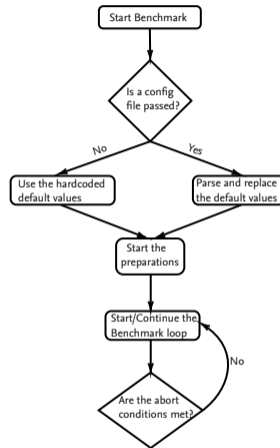 Start Benchmark
Is a config
file passed?
No
Yes
Use the hardcoded
default values
Parse and replace
the default values
Start the
preparations
Start/Continue the
Benchmark loop
No
Are the abort
conditions met?